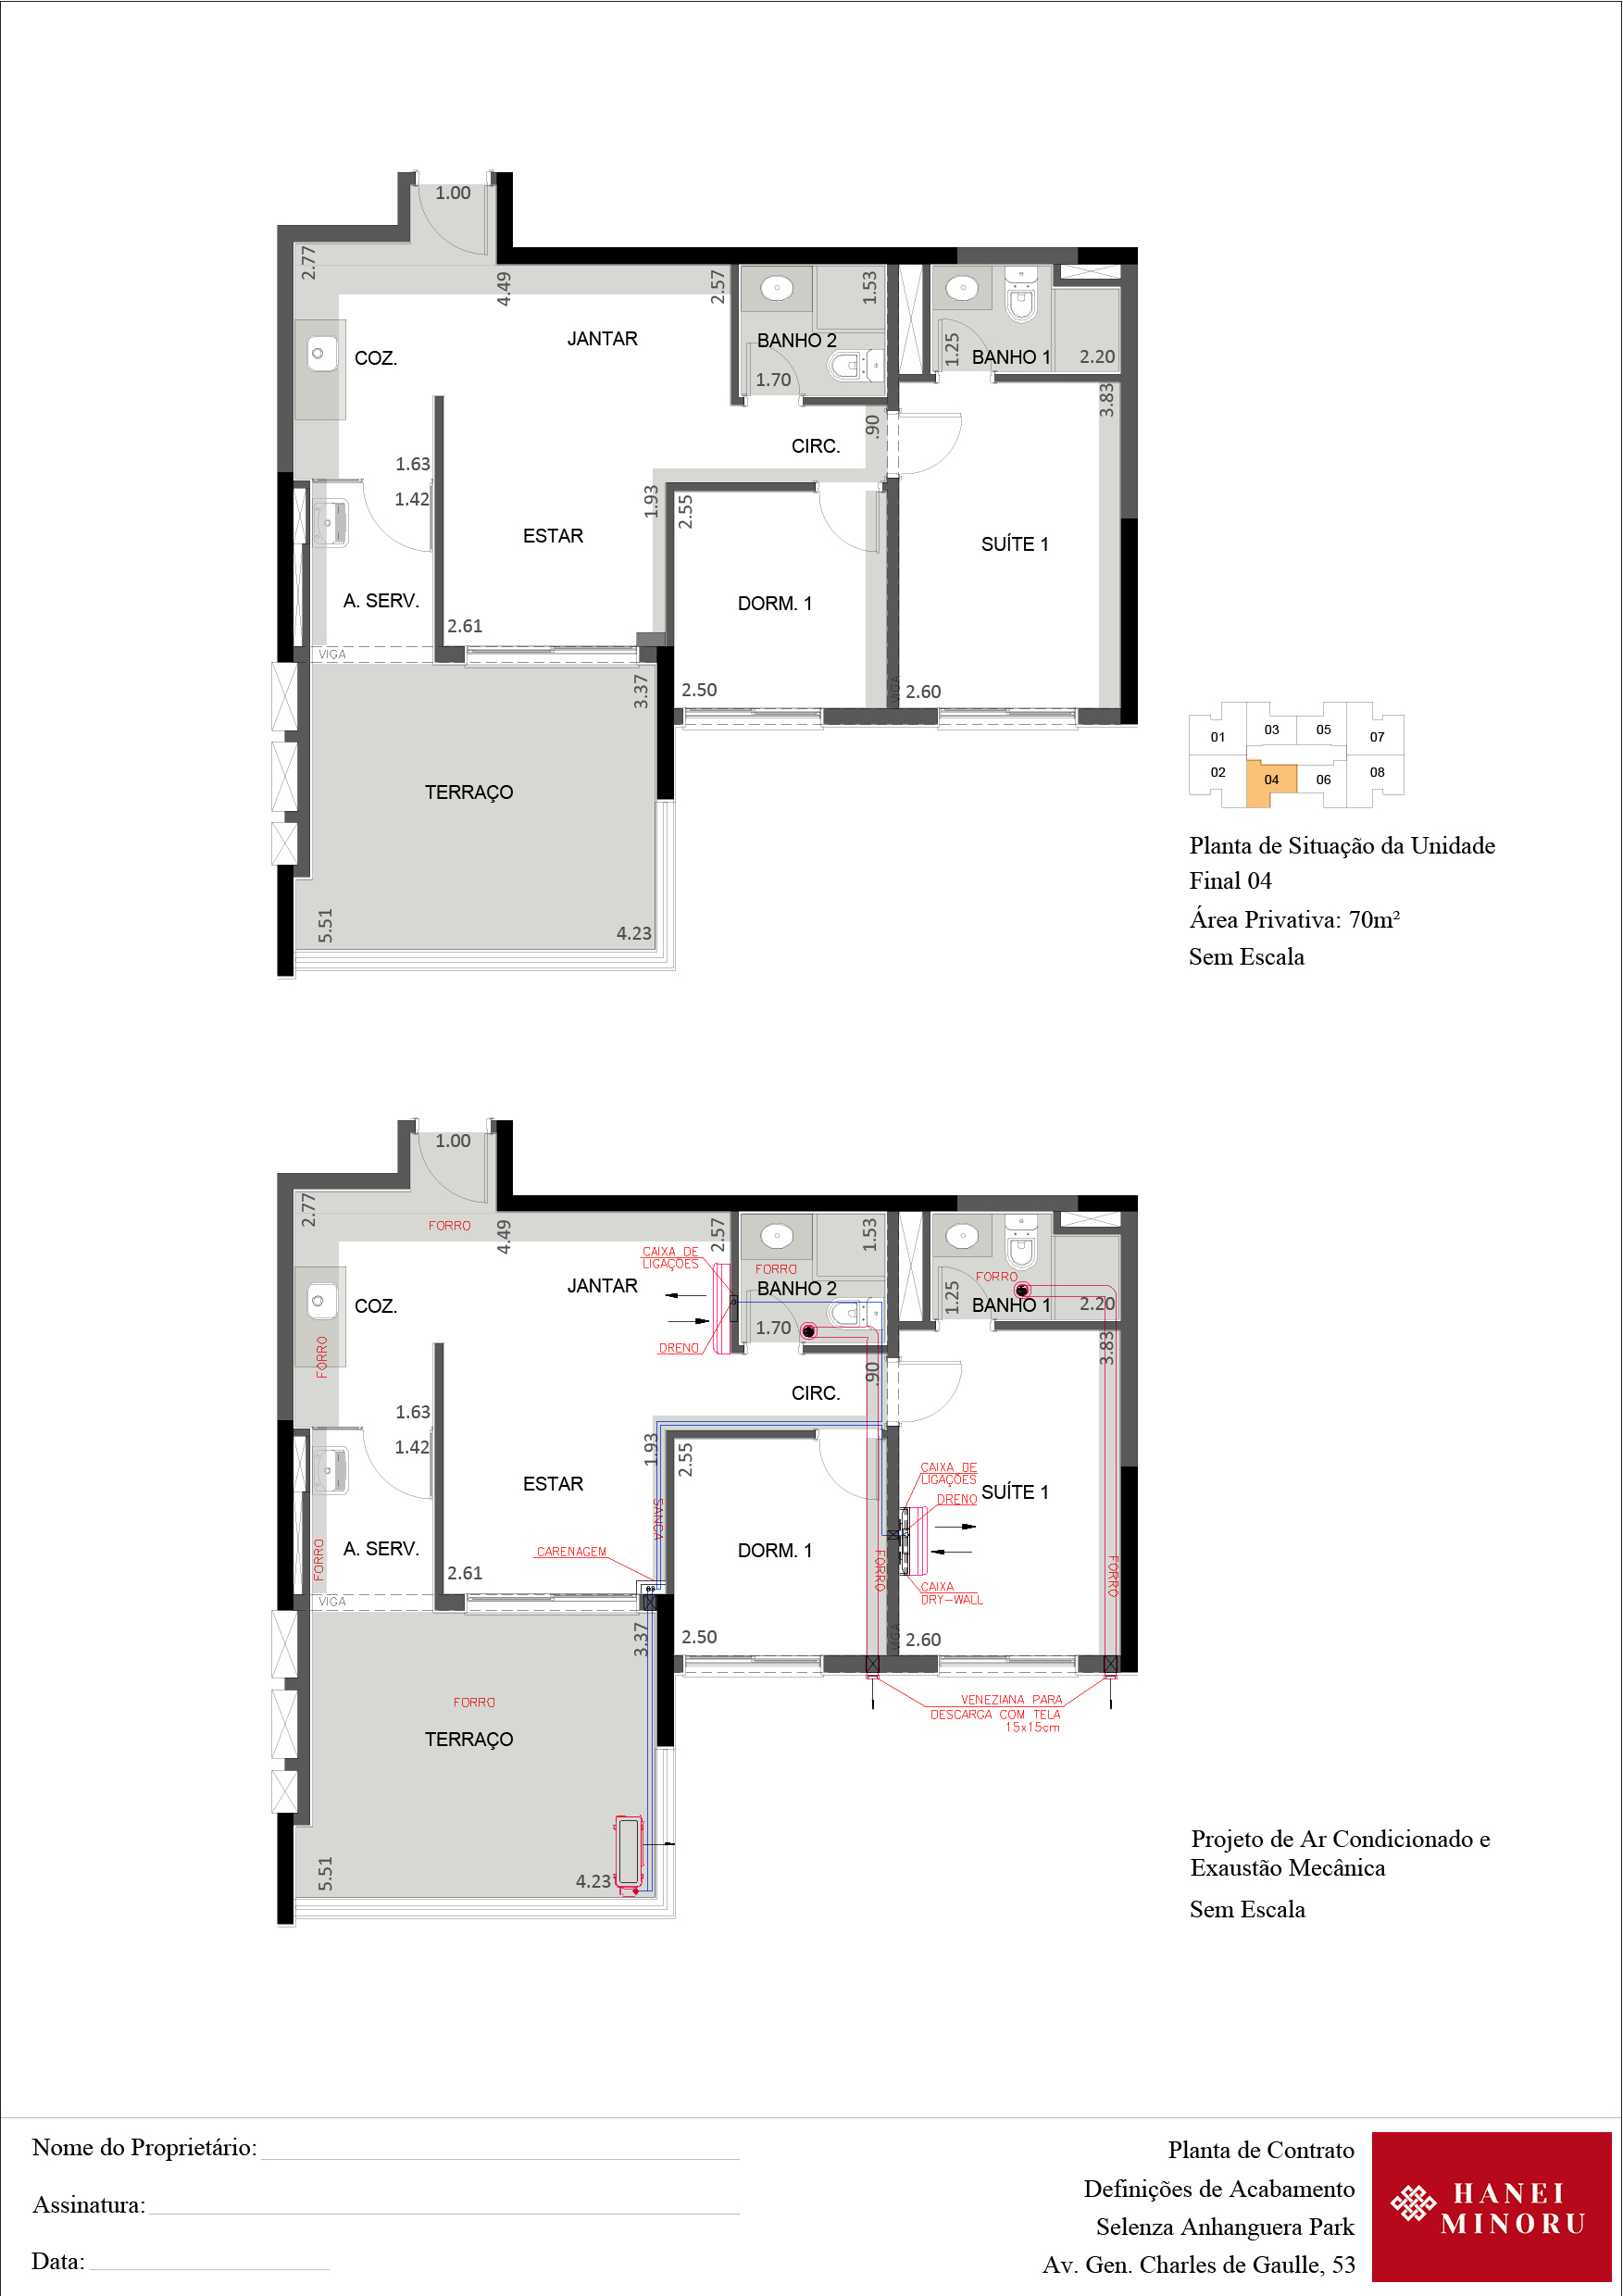 1.00
2.77
4.49
2.57
1.53
JANTAR
BANHO 2
COZ.
1.25
BANHO 1
2.20
1.70
3.83
.90
CIRC.
1.63
1.42
1.93
2.55
ESTAR
SUÍTE 1
A. SERV.
DORM. 1
2.61
VIGA
3.37
2.50
VIGA
2.60
TERRAÇO
5.51
4.23
01
03
05
07
02
04
06
08
Planta de Situação da Unidade
Final 04
Área Privativa: 70m²
Sem Escala
1.00
2.77
FORRO
4.49
2.57
1.53
CAIXA DE
LIGAÇÕES
FORRO
FORRO
JANTAR
BANHO 2
COZ.
1.25
BANHO 1
2.20
1.70
DRENO
FORRO
3.83
.90
CIRC.
1.63
1.42
1.93
2.55
CAIXA DE
LIGAÇÕES
ESTAR
SUÍTE 1
DRENO
SANCA
A. SERV.
FORRO
CARENAGEM
DORM. 1
FORRO
FORRO
2.61
CAIXA
DRY-WALL
VIGA
3.37
2.50
VIGA
2.60
FORRO
VENEZIANA PARA
DESCARGA COM TELA
15x15cm
TERRAÇO
5.51
4.23
Projeto de Ar Condicionado e
Exaustão Mecânica
Sem Escala
Nome do Proprietário:
Assinatura:
Data:
Planta de Contrato
Definições de Acabamento
Selenza Anhanguera Park
Av. Gen. Charles de Gaulle, 53
HANEI
MINORU